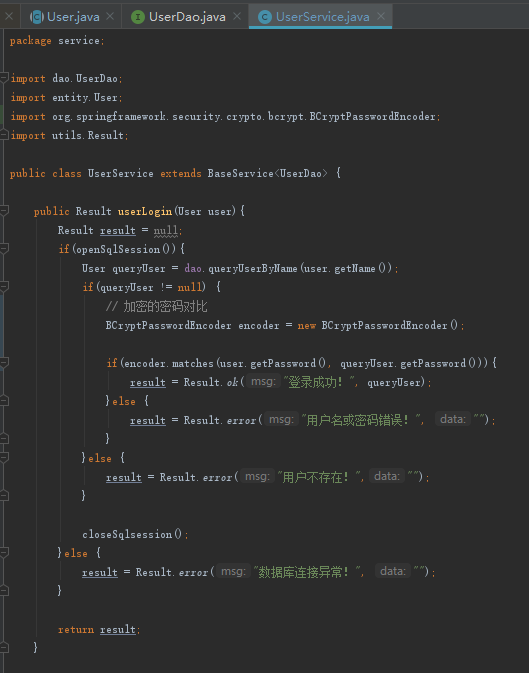 User.java
UserDao.java
UserService.java
package service;
import dao.UserDao;
import entity.User;
import org.springframework.security.crypto.bcrypt.BCryptPasswordEncoder;
import utils.Result;
public class UserService extends BaseService<UserDao> {
public Result userLogin(User user){
Result result = null;
if(openSqlSession()){
User queryUser = dao.queryUserByName(user.getName());
if(queryUser != null) {
// 加密的密码对比
BCryptPasswordEncoder encoder = new BCryptPasswordEncoder();
if(encoder.matches(user.getPassword(), queryUser.getPassword())){
result = Result.ok( msg: "登录成功！", queryUser);
}else {
result = Result.error( msg: "用户名或密码错误！", data: "");
}
}else {
result = Result.error( msg: "用户不存在！", data: "");
}
closeSqlsession();
}else {
result = Result.error( msg: "数据库连接异常！", data: "");
}
return result;
}